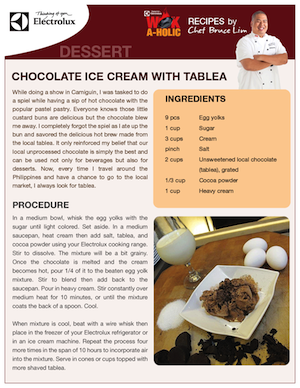 Thinking of you
Electrolux
WOK
A-HOLIC
RECIPES by
Chef Bruce Lim
DESSERT
CHOCOLATE ICE CREAM WITH TABLEA
While doing a show in Camiguin, I was tasked to do
a spiel while having a sip of hot chocolate with the
popular pastel pastry. Everyone knows those little
custard buns are delicious but the chocolate blew
me away. I completely forgot the spiel as I ate up the
bun and savored the delicious hot brew made from
the local tablea. It only reinforced my belief that our
local unprocessed chocolate is simply the best and
can be used not only for beverages but also for
desserts. Now, every time I travel around the
Philippines and have a chance to go to the local
market, I always look for tablea.
INGREDIENTS
9 pcs Egg yolks
1 cup Sugar
3 cups Cream
pinch Salt
2 cups Unsweetened local chocolate
(tablea), grated
1/3 cup Cocoa powder
1 cup Heavy cream
PROCEDURE
In a medium bowl, whisk the egg yolks with the
sugar until light colored. Set aside. In a medium
saucepan, heat cream then add salt, tablea, and
cocoa powder using your Electrolux cooking range.
Stir to dissolve. The mixture will be a bit grainy.
Once the chocolate is melted and the cream
becomes hot, pour 1/4 of it to the beaten egg yolk
mixture. Stir to blend then add back to the
saucepan. Pour in heavy cream. Stir constantly over
medium heat for 10 minutes, or until the mixture
coats the back of a spoon. Cool.
When mixture is cool, beat with a wire whisk then
place in the freezer of your Electrolux refrigerator or
in an ice cream machine. Repeat the process four
more times in the span of 10 hours to incorporate air
into the mixture. Serve in cones or cups topped with
more shaved tablea.